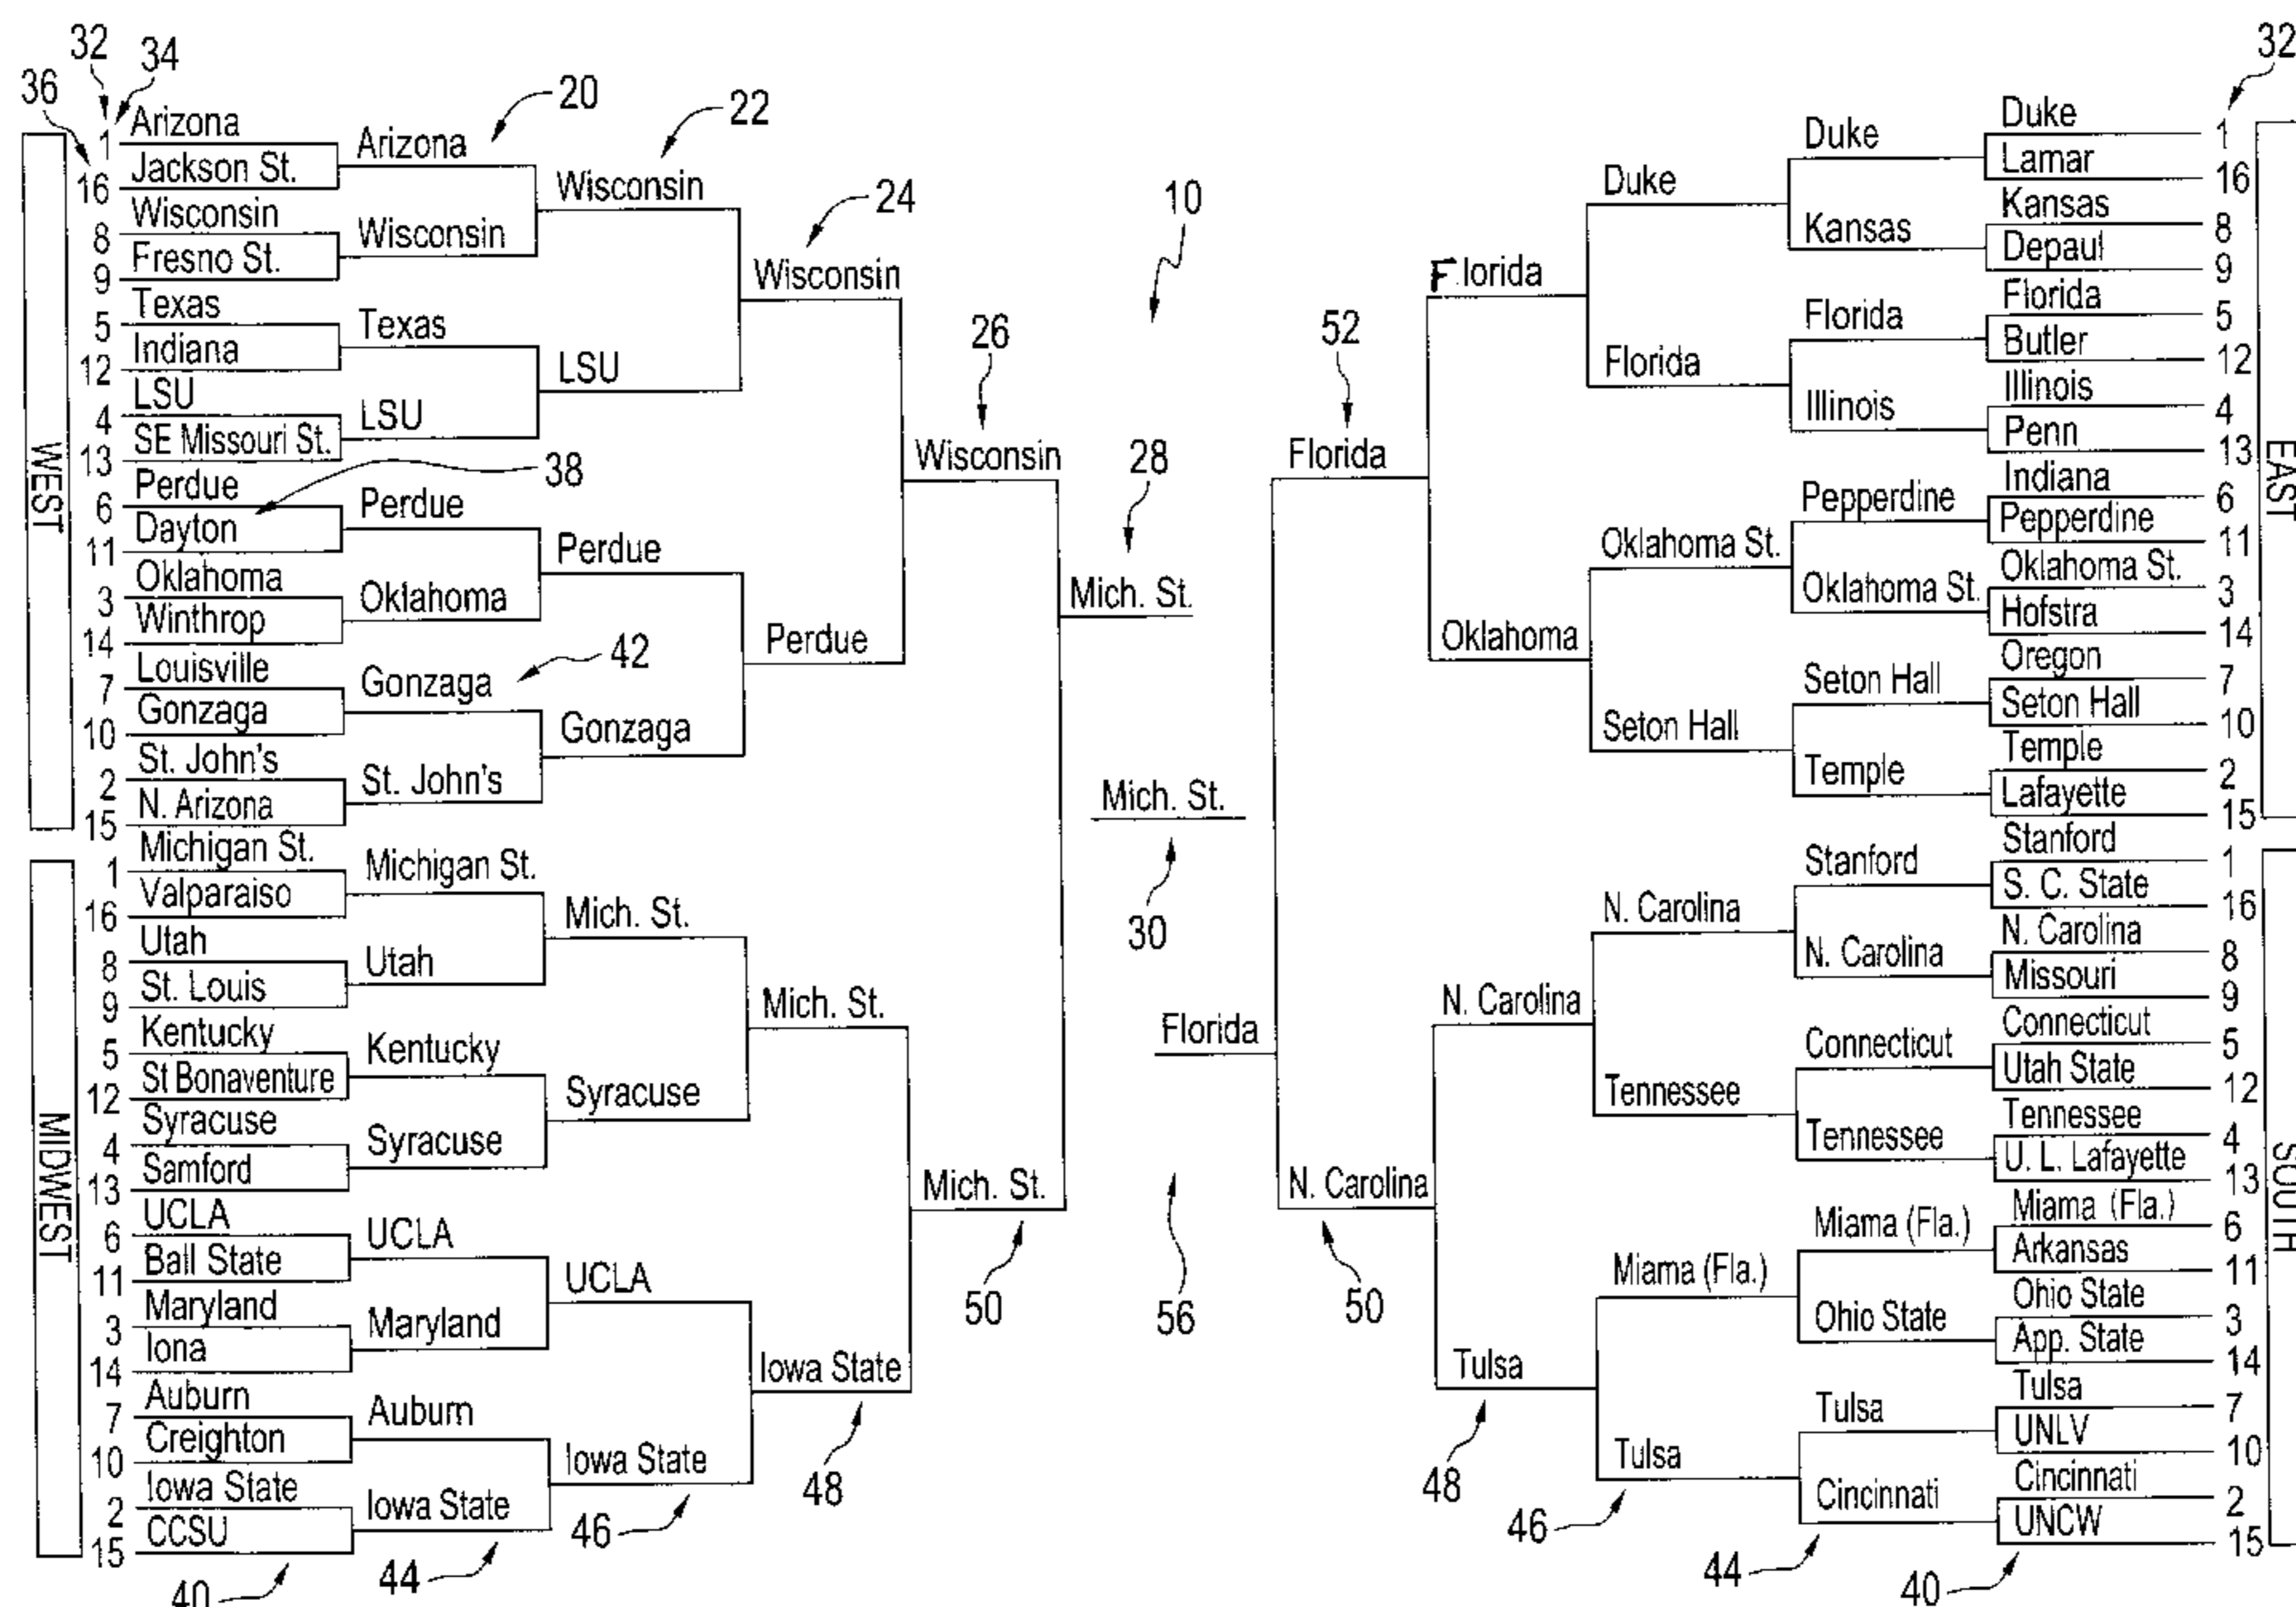 32
34
36
1 Arizona
16 Jackson St.
8 Wisconsin
9 Fresno St.
5 Texas
12 Indiana
4 LSU
13 SE Missouri St.
6 Perdue
11 Dayton
3 Oklahoma
14 Winthrop
7 Louisville
10 Gonzaga
2 St. John's
15 N. Arizona
WEST
38
Arizona
Wisconsin
Texas
LSU
Perdue
Oklahoma
Gonzaga
St. John's
20
42
Wisconsin
LSU
Perdue
Gonzaga
22
Wisconsin
Perdue
24
Wisconsin
26
1 Michigan St.
16 Valparaiso
8 Utah
9 St. Louis
5 Kentucky
12 St Bonaventure
4 Syracuse
13 Samford
6 UCLA
11 Ball State
3 Maryland
14 Iona
7 Auburn
10 Creighton
2 Iowa State
15 CCSU
MIDWEST
40
Michigan St.
Utah
Kentucky
Syracuse
UCLA
Maryland
Auburn
Iowa State
44
Mich. St.
Syracuse
UCLA
Iowa State
46
Mich. St.
Iowa State
48
Mich. St.
50
Mich. St.
28
10
Mich. St.
30
Florida
56
52
Florida
N. Carolina
50
Florida
Oklahoma
N. Carolina
Tulsa
48
Duke
Florida
Oklahoma St.
Seton Hall
N. Carolina
Tennessee
Miama (Fla.)
Tulsa
46
Duke
Kansas
Florida
Illinois
Pepperdine
Oklahoma St.
Seton Hall
Temple
Stanford
N. Carolina
Connecticut
Tennessee
Miama (Fla.)
Ohio State
Tulsa
Cincinnati
44
32
Duke 1
Lamar 16
Kansas 8
Depaul 9
Florida 5
Butler 12
Illinois 4
Penn 13
Indiana 6
Pepperdine 11
Oklahoma St. 3
Hofstra 14
Oregon 7
Seton Hall 10
Temple 2
Lafayette 15
EAST
Stanford 1
S. C. State 16
N. Carolina 8
Missouri 9
Connecticut 5
Utah State 12
Tennessee 4
U. L. Lafayette 13
Miama (Fla.) 6
Arkansas 11
Ohio State 3
App. State 14
Tulsa 7
UNLV 10
Cincinnati 2
UNCW 15
SOUTH
40